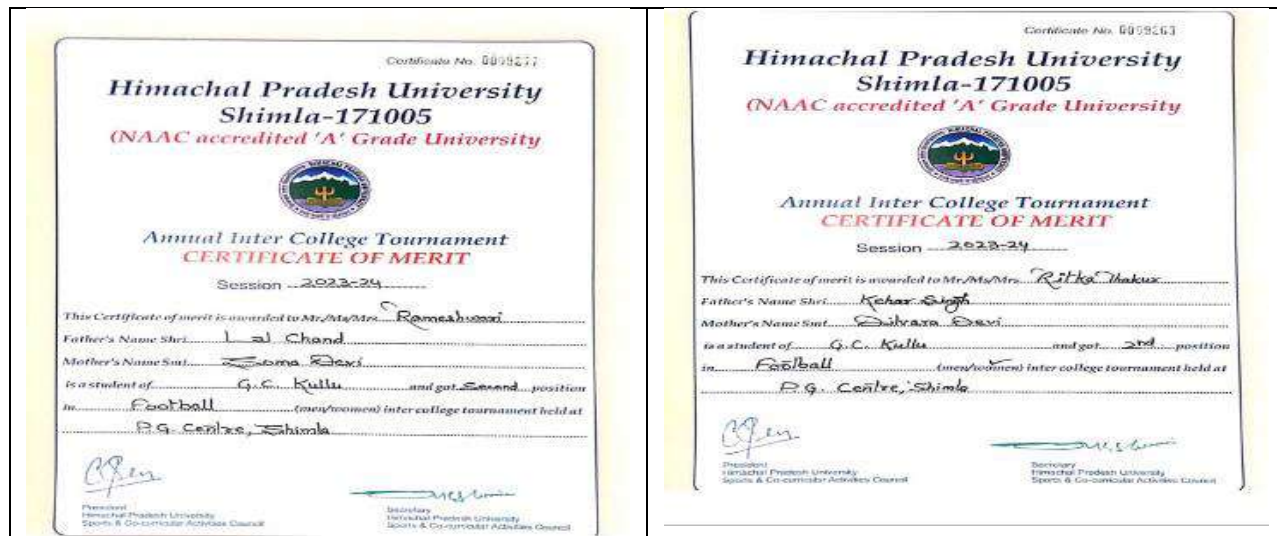 Certificate No.
Himachal Pradesh University
Shimla-171005
(NAAC accredited 'A' Grade University
Annual Inter College Tournament
CERTIFICATE OF MERIT
Session 2023-24
This Certificate of merit is awarded to Mr./Ms/Mrs. Rameshwari
Father's Name Shri. Lal Chand
Mother's Name Smt. Devi
is a student of G.C. Kullu and got Second position
in Football (men/women) inter college tournament held at
P.G. Centre, Shimla
President
Himachal Pradesh University
Sports & Co-curricular Activities Council
Secretary
Himachal Pradesh University
Sports & Co-curricular Activities Council
Certificate No. 0059263
Himachal Pradesh University
Shimla-171005
(NAAC accredited 'A' Grade University
Annual Inter College Tournament
CERTIFICATE OF MERIT
Session 2023-24
This Certificate of merit is awarded to Mr./Ms/Mrs. Ritka Thakur
Father's Name Shri. Kehar Singh
Mother's Name Smt. Devi
is a student of G.C. Kullu and got 2nd position
in Football (men/women) inter college tournament held at
P.G. Centre, Shimla
President
Himachal Pradesh University
Sports & Co-curricular Activities Council
Secretary
Himachal Pradesh University
Sports & Co-curricular Activities Council